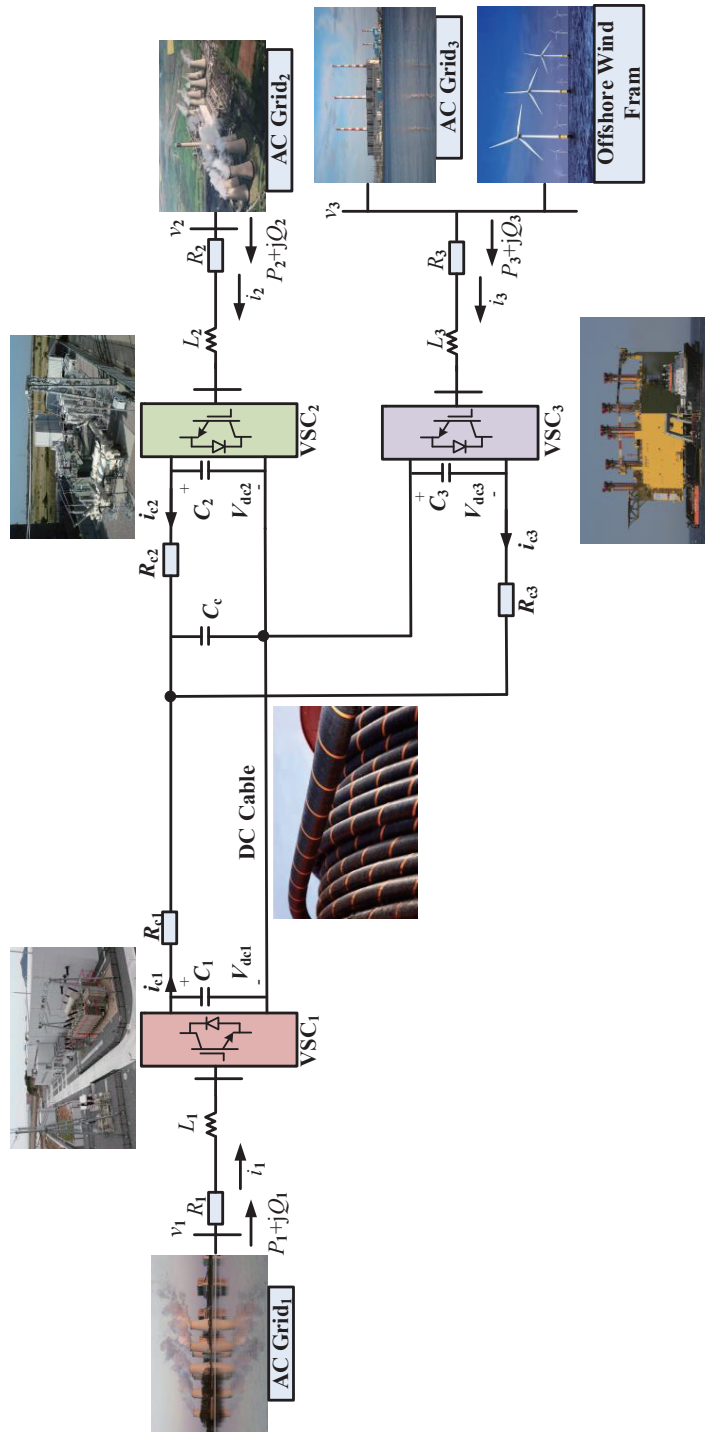 AC Grid1
v1
R1
P1+jQ1
i1
L1
VSC1
ic1
Rc1
+
C1
Vdc1
-
DC Cable
Cc
Rc2
ic2
+
C2
Vdc2
-
VSC2
L2
i2
R2
v2
P2+jQ2
AC Grid2
+
C3
Vdc3
-
ic3
Rc3
VSC3
L3
i3
R3
P3+jQ3
v3
AC Grid3
Offshore Wind
Fram